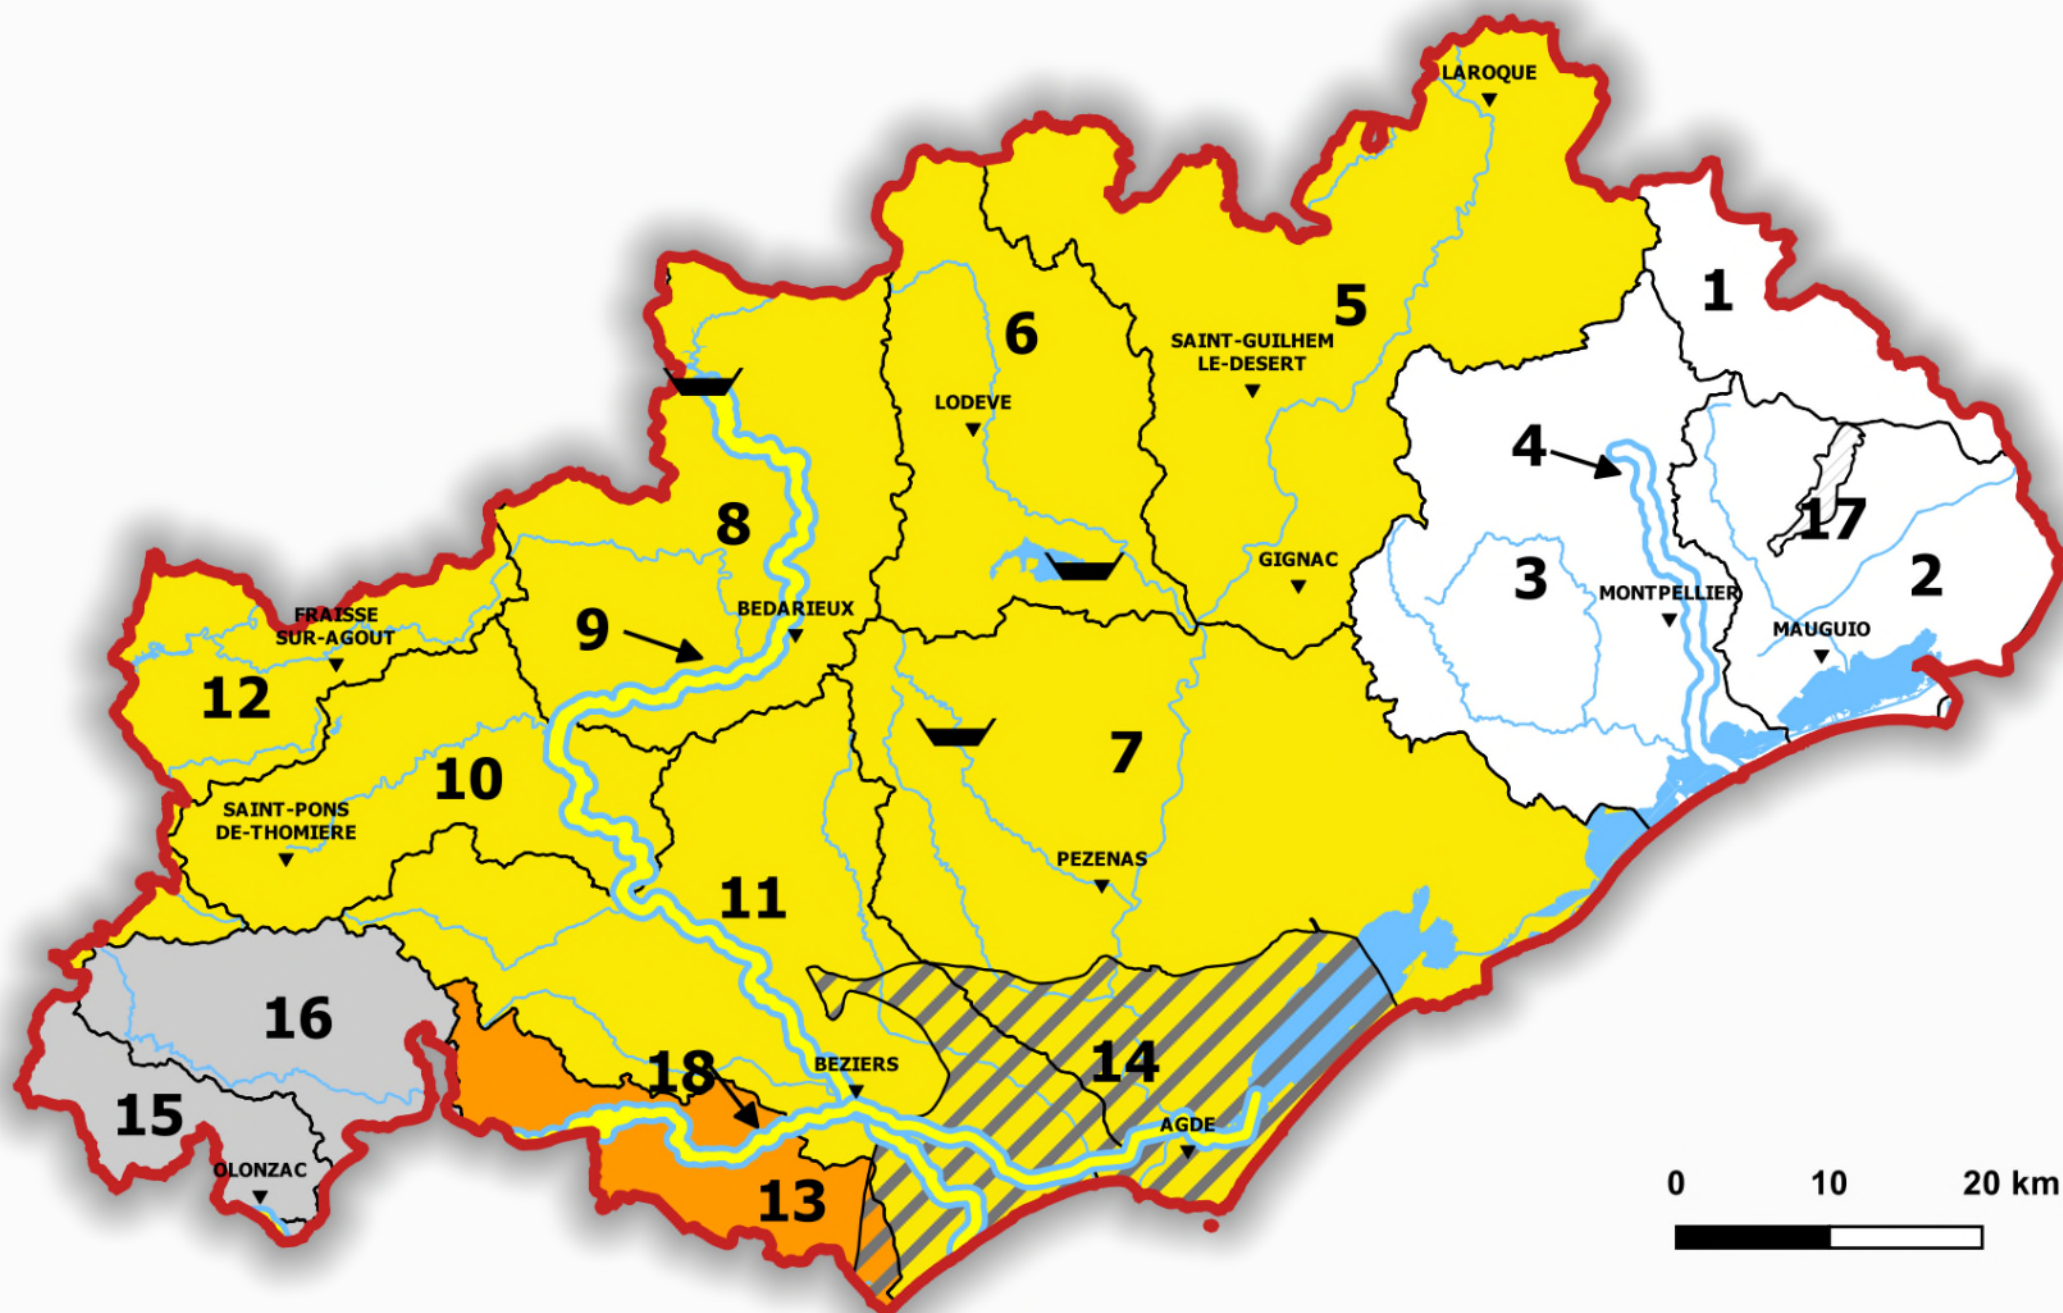 LAROQUE
1
5
6
SAINT-GUILHEM
LE-DESERT
LODEVE
4
17
8
GIGNAC
3
2
MONTPELLIER
BEDARIEUX
9
FRAISSE
SUR-AGOUT
MAUGUIO
12
7
10
SAINT-PONS
DE-THOMIERE
PEZENAS
11
16
14
18
BEZIERS
15
AGDE
OLONZAC
13
0 10 20 km